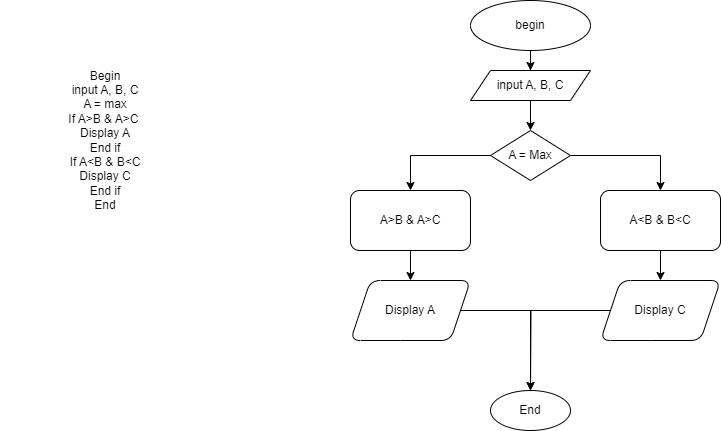 Begin
input A, B, C
A = max
If A>B & A>C
Display A
End if
If A<B & B<C
Display C
End if
End
begin
input A, B, C
A = Max
A>B & A>C
A<B & B<C
Display A
Display C
End